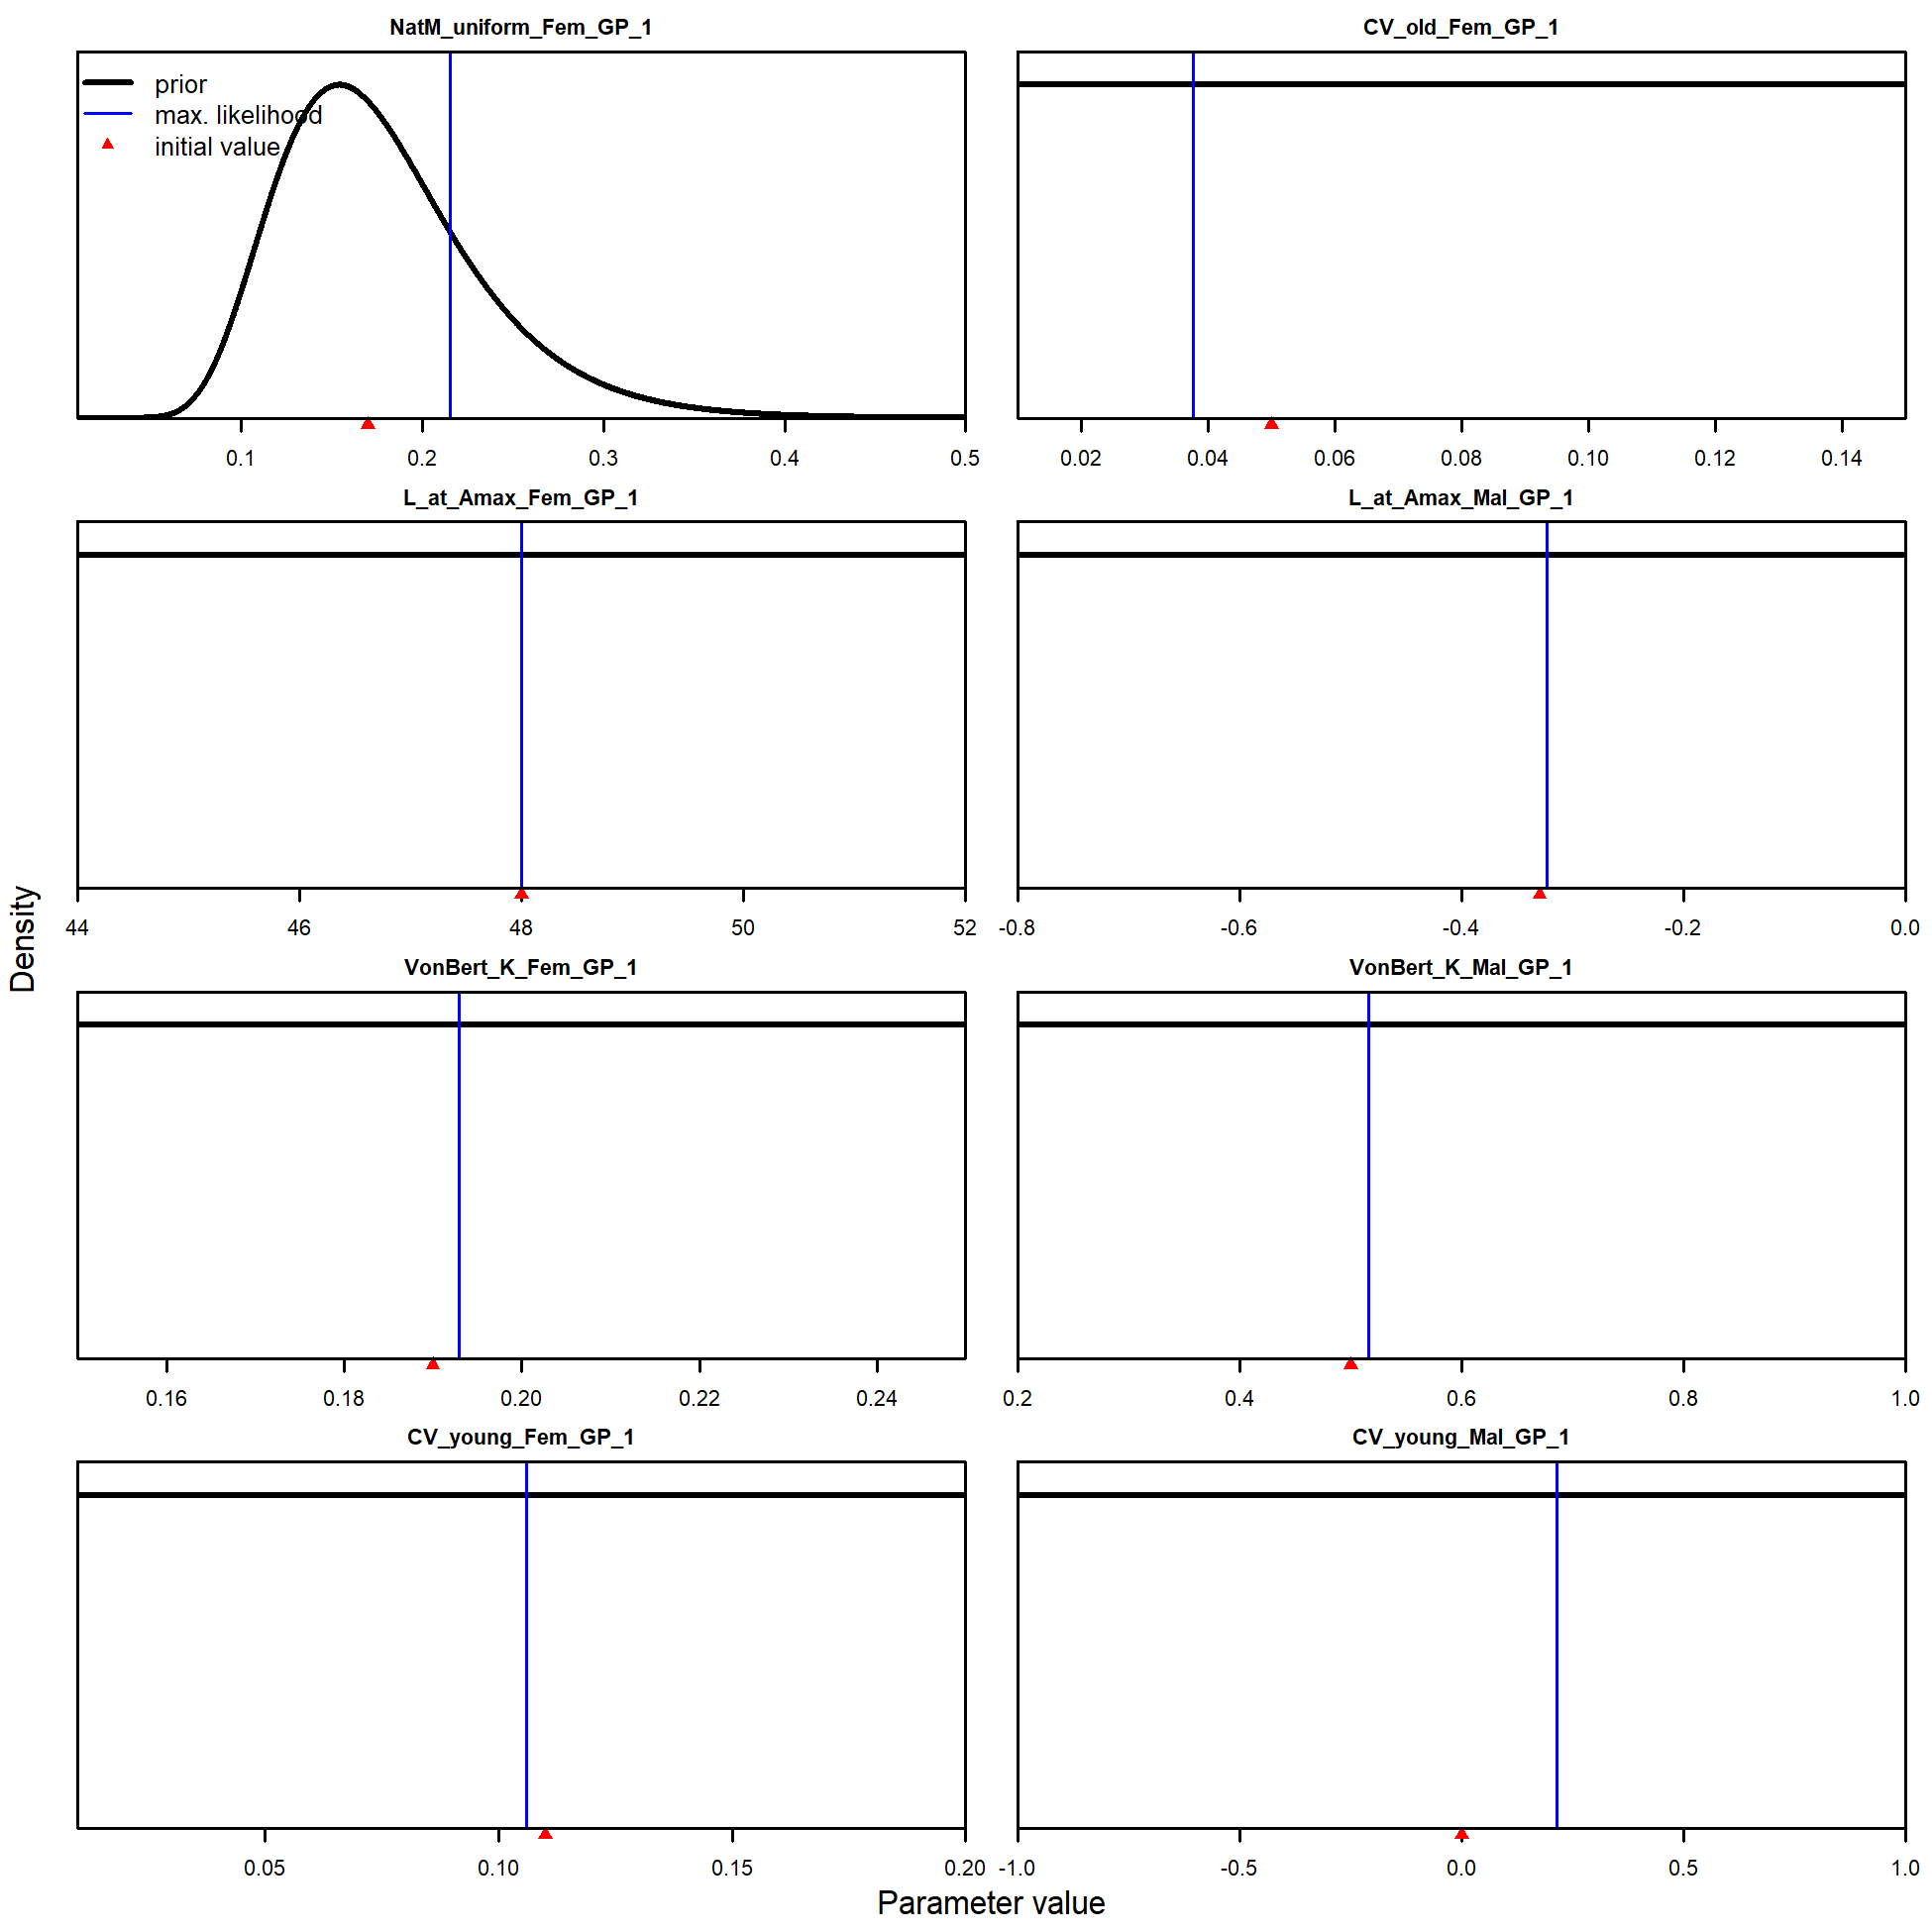 NatM_uniform_Fem_GP_1
prior
max. likelihood
initial value
0.1 0.2 0.3 0.4 0.5
CV_old_Fem_GP_1
0.02 0.04 0.06 0.08 0.10 0.12 0.14
L_at_Amax_Fem_GP_1
44 46 48 50 52
L_at_Amax_Mal_GP_1
-0.8 -0.6 -0.4 -0.2 0.0
VonBert_K_Fem_GP_1
0.16 0.18 0.20 0.22 0.24
VonBert_K_Mal_GP_1
0.2 0.4 0.6 0.8 1.0
CV_young_Fem_GP_1
0.05 0.10 0.15 0.20
CV_young_Mal_GP_1
-1.0 -0.5 0.0 0.5 1.0
Density
Parameter value